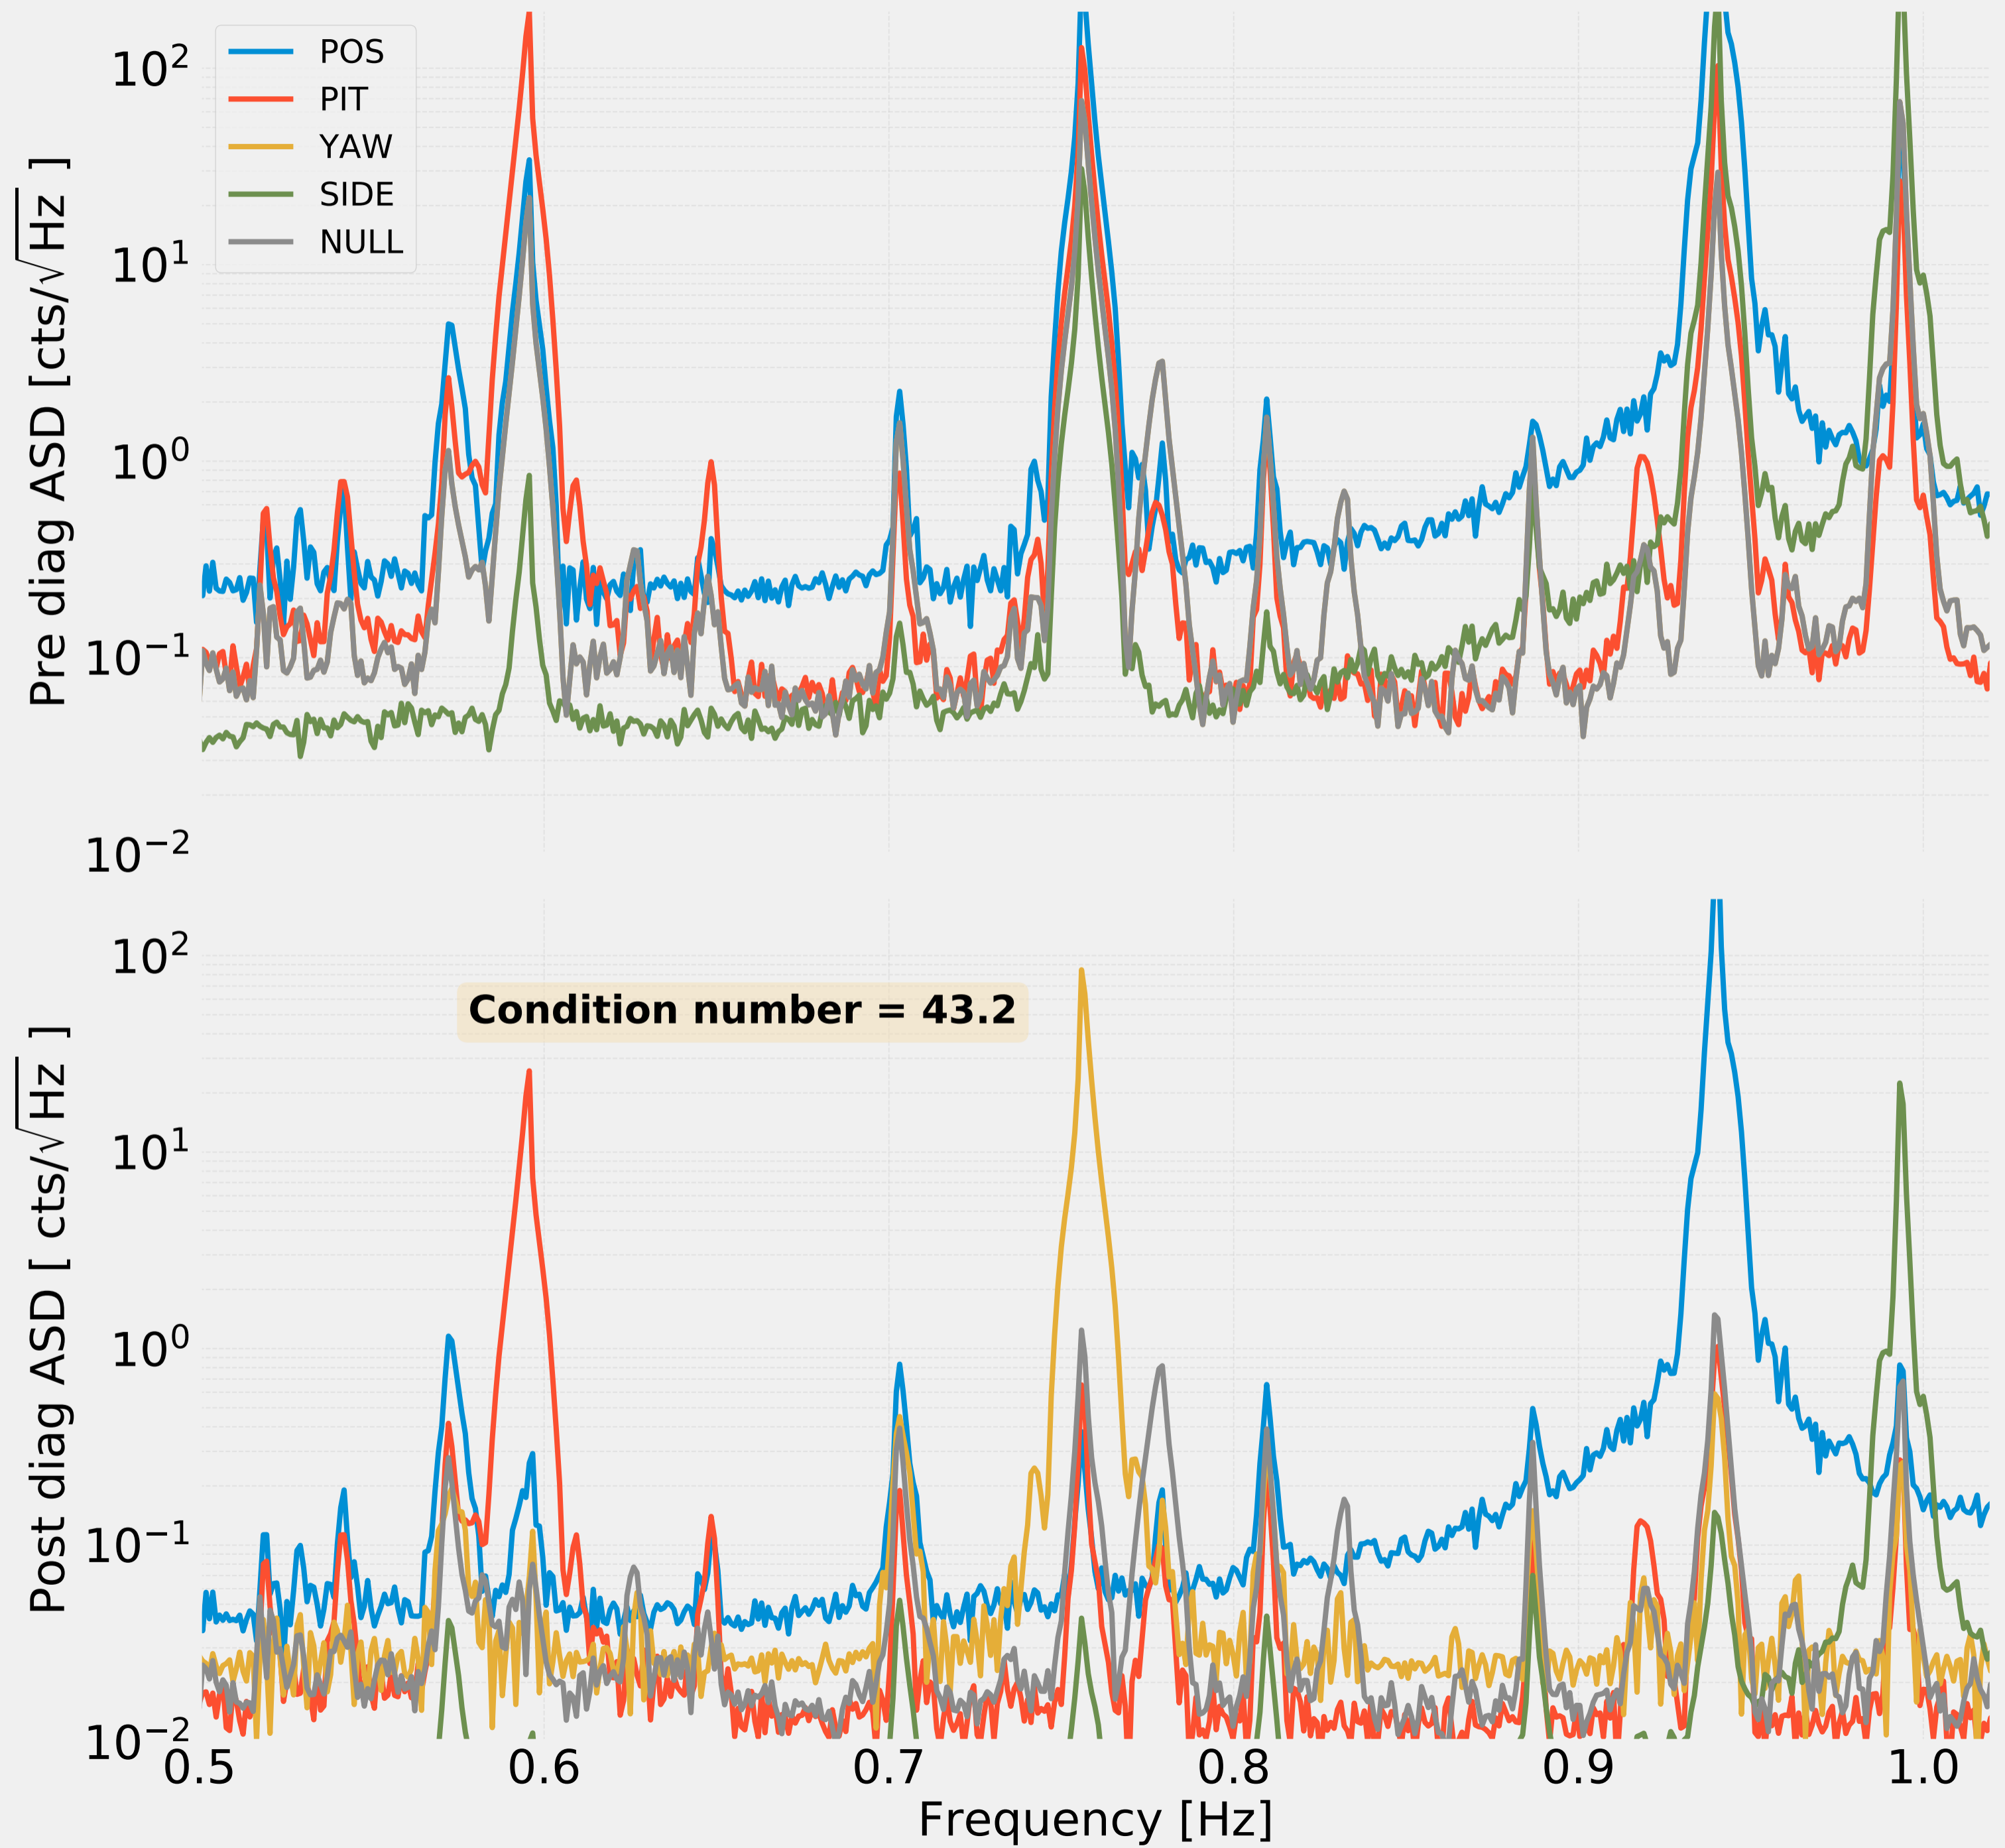 Pre diag ASD [cts/√Hz ]
10²
10¹
10⁰
10⁻¹
10⁻²
POS
PIT
YAW
SIDE
NULL
Post diag ASD [ cts/√Hz ]
10²
10¹
10⁰
10⁻¹
10⁻²
Condition number = 43.2
0.5 0.6 0.7 0.8 0.9 1.0
Frequency [Hz]